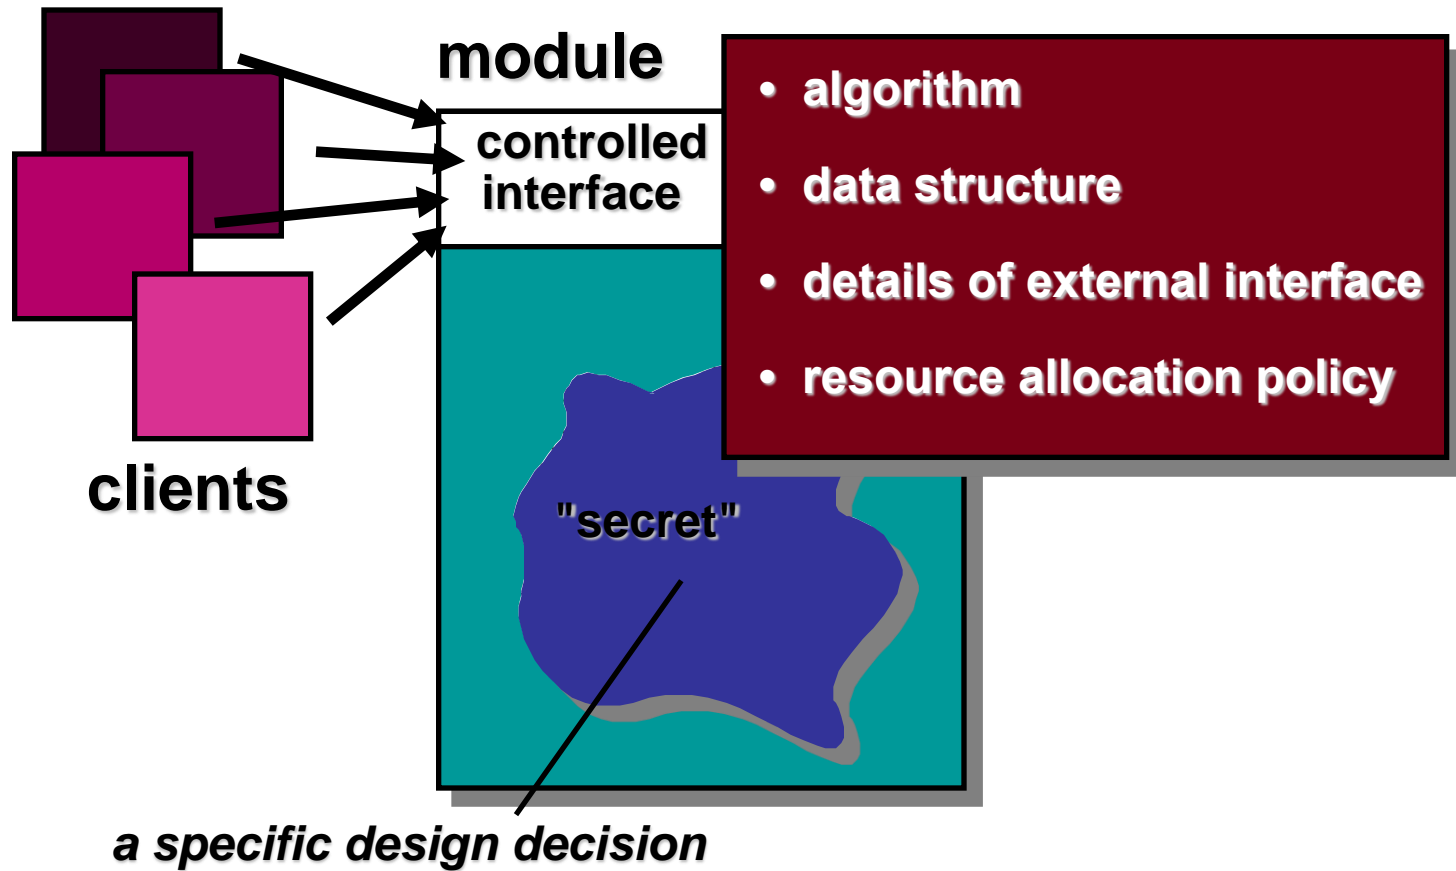 module
controlled
interface
• algorithm
• data structure
• details of external interface
• resource allocation policy
clients
"secret"
a specific design decision